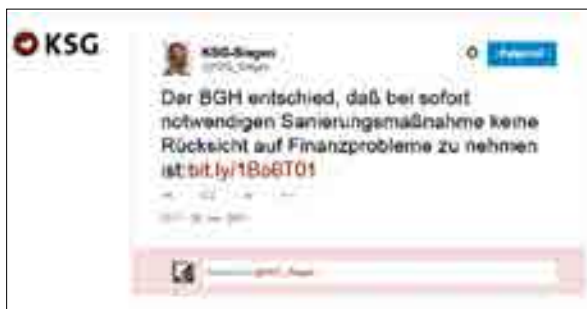 KSG
KSG-Siegen
Der BGH entschied, daß bei sofort
notwendigen Sanierungsmaßnahme keine
Rücksicht auf Finanzprobleme zu nehmen
ist:bit.ly/1Bo6T01